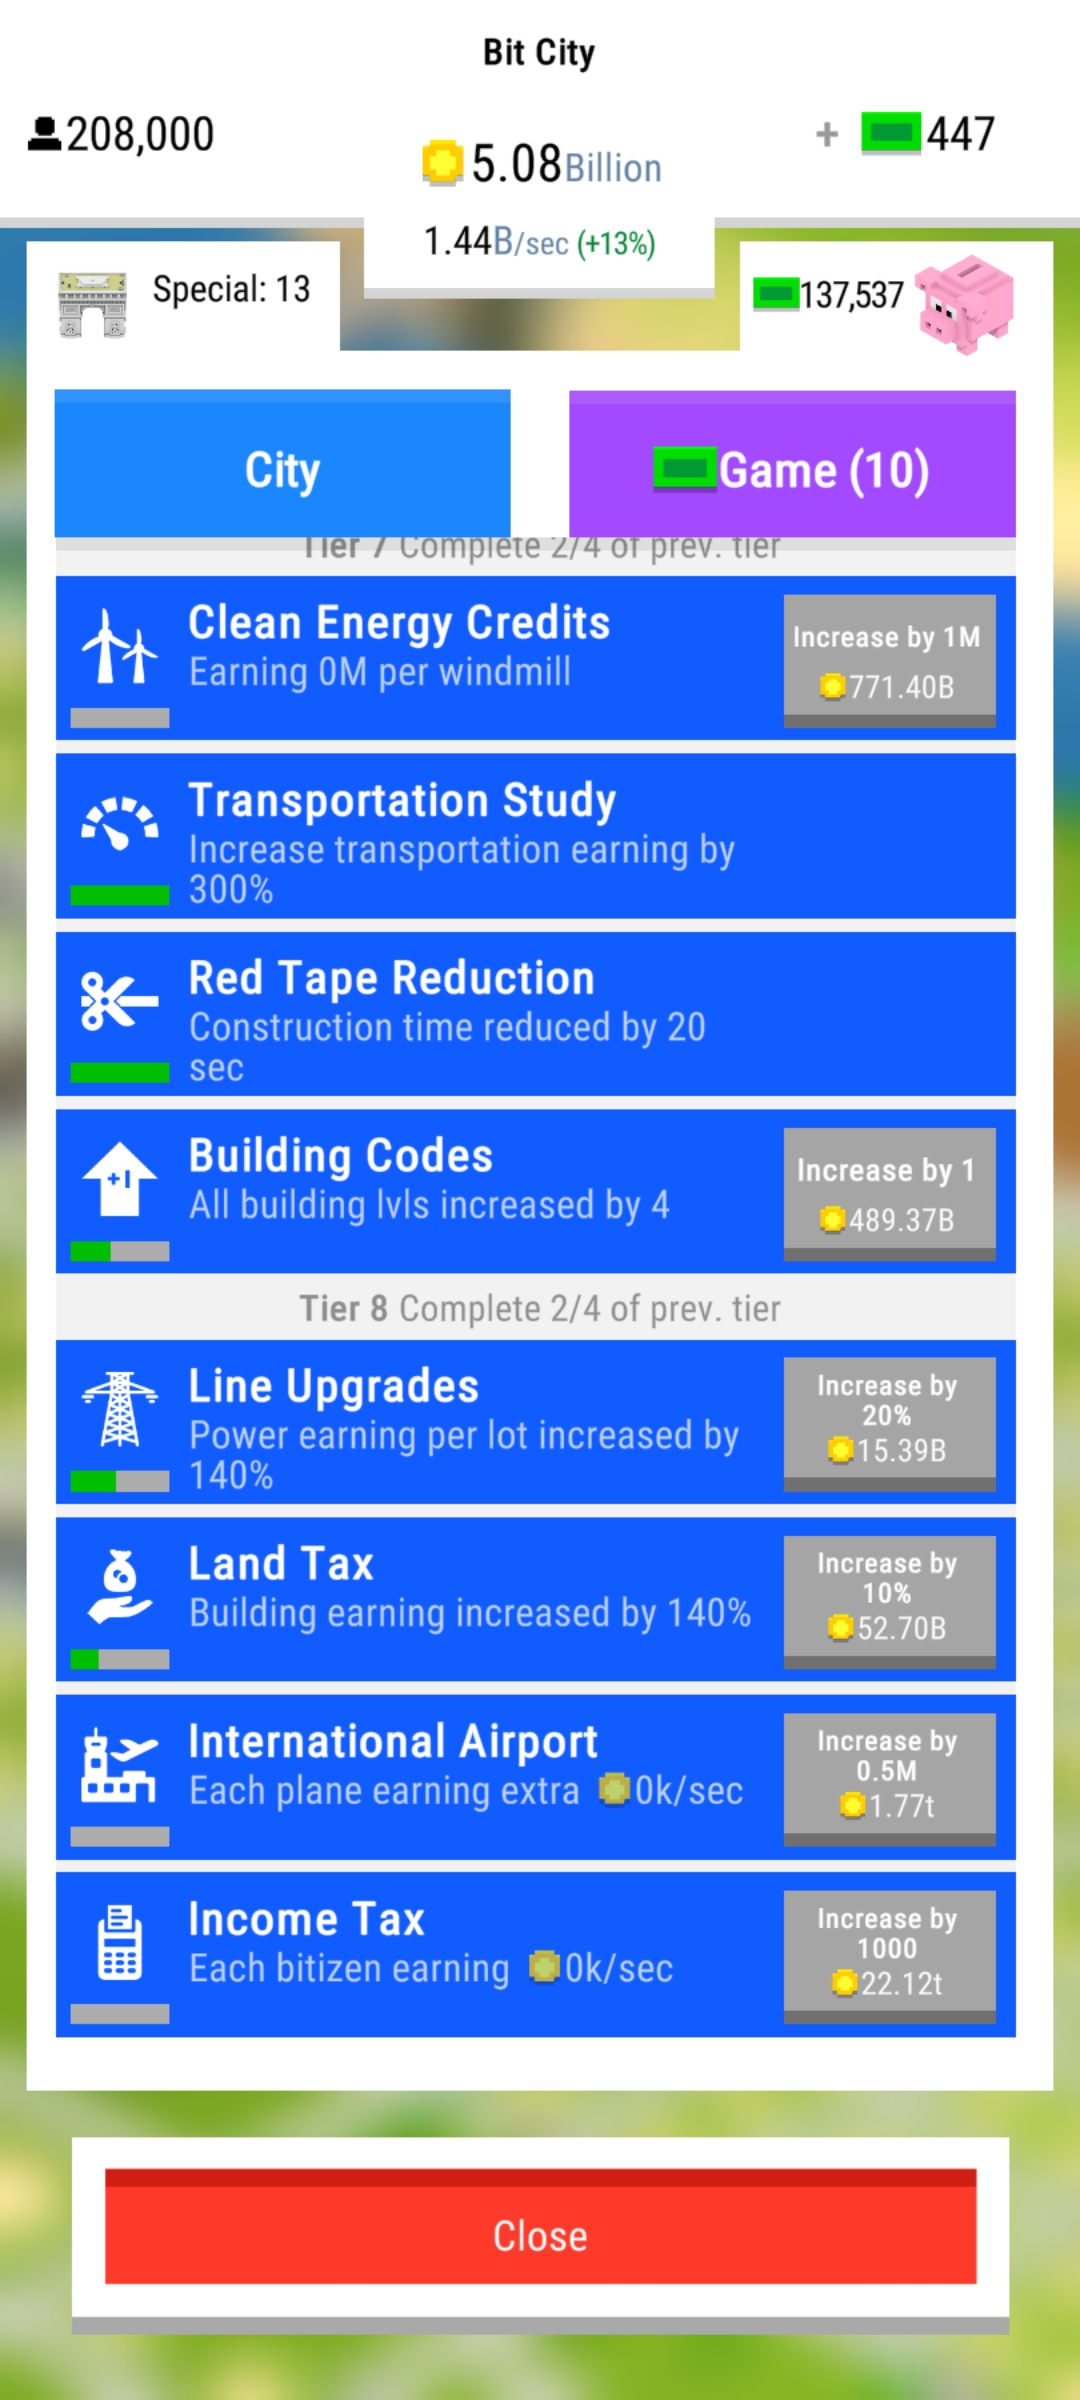 Bit City
208,000
5.08Billion
+ 447
1.44B/sec (+13%)
Special: 13
137,537
City
Game (10)
Tier 7 Complete 2/4 of prev. tier
Clean Energy Credits
Earning 0M per windmill
Increase by 1M
771.40B
Transportation Study
Increase transportation earning by
300%
Red Tape Reduction
Construction time reduced by 20
sec
+1
Building Codes
All building lvls increased by 4
Increase by 1
489.37B
Tier 8 Complete 2/4 of prev. tier
Line Upgrades
Power earning per lot increased by
140%
Increase by
20%
15.39B
Land Tax
Building earning increased by 140%
Increase by
10%
52.70B
International Airport
Each plane earning extra 0k/sec
Increase by
0.5M
1.77t
Income Tax
Each bitizen earning 0k/sec
Increase by
1000
22.12t
Close